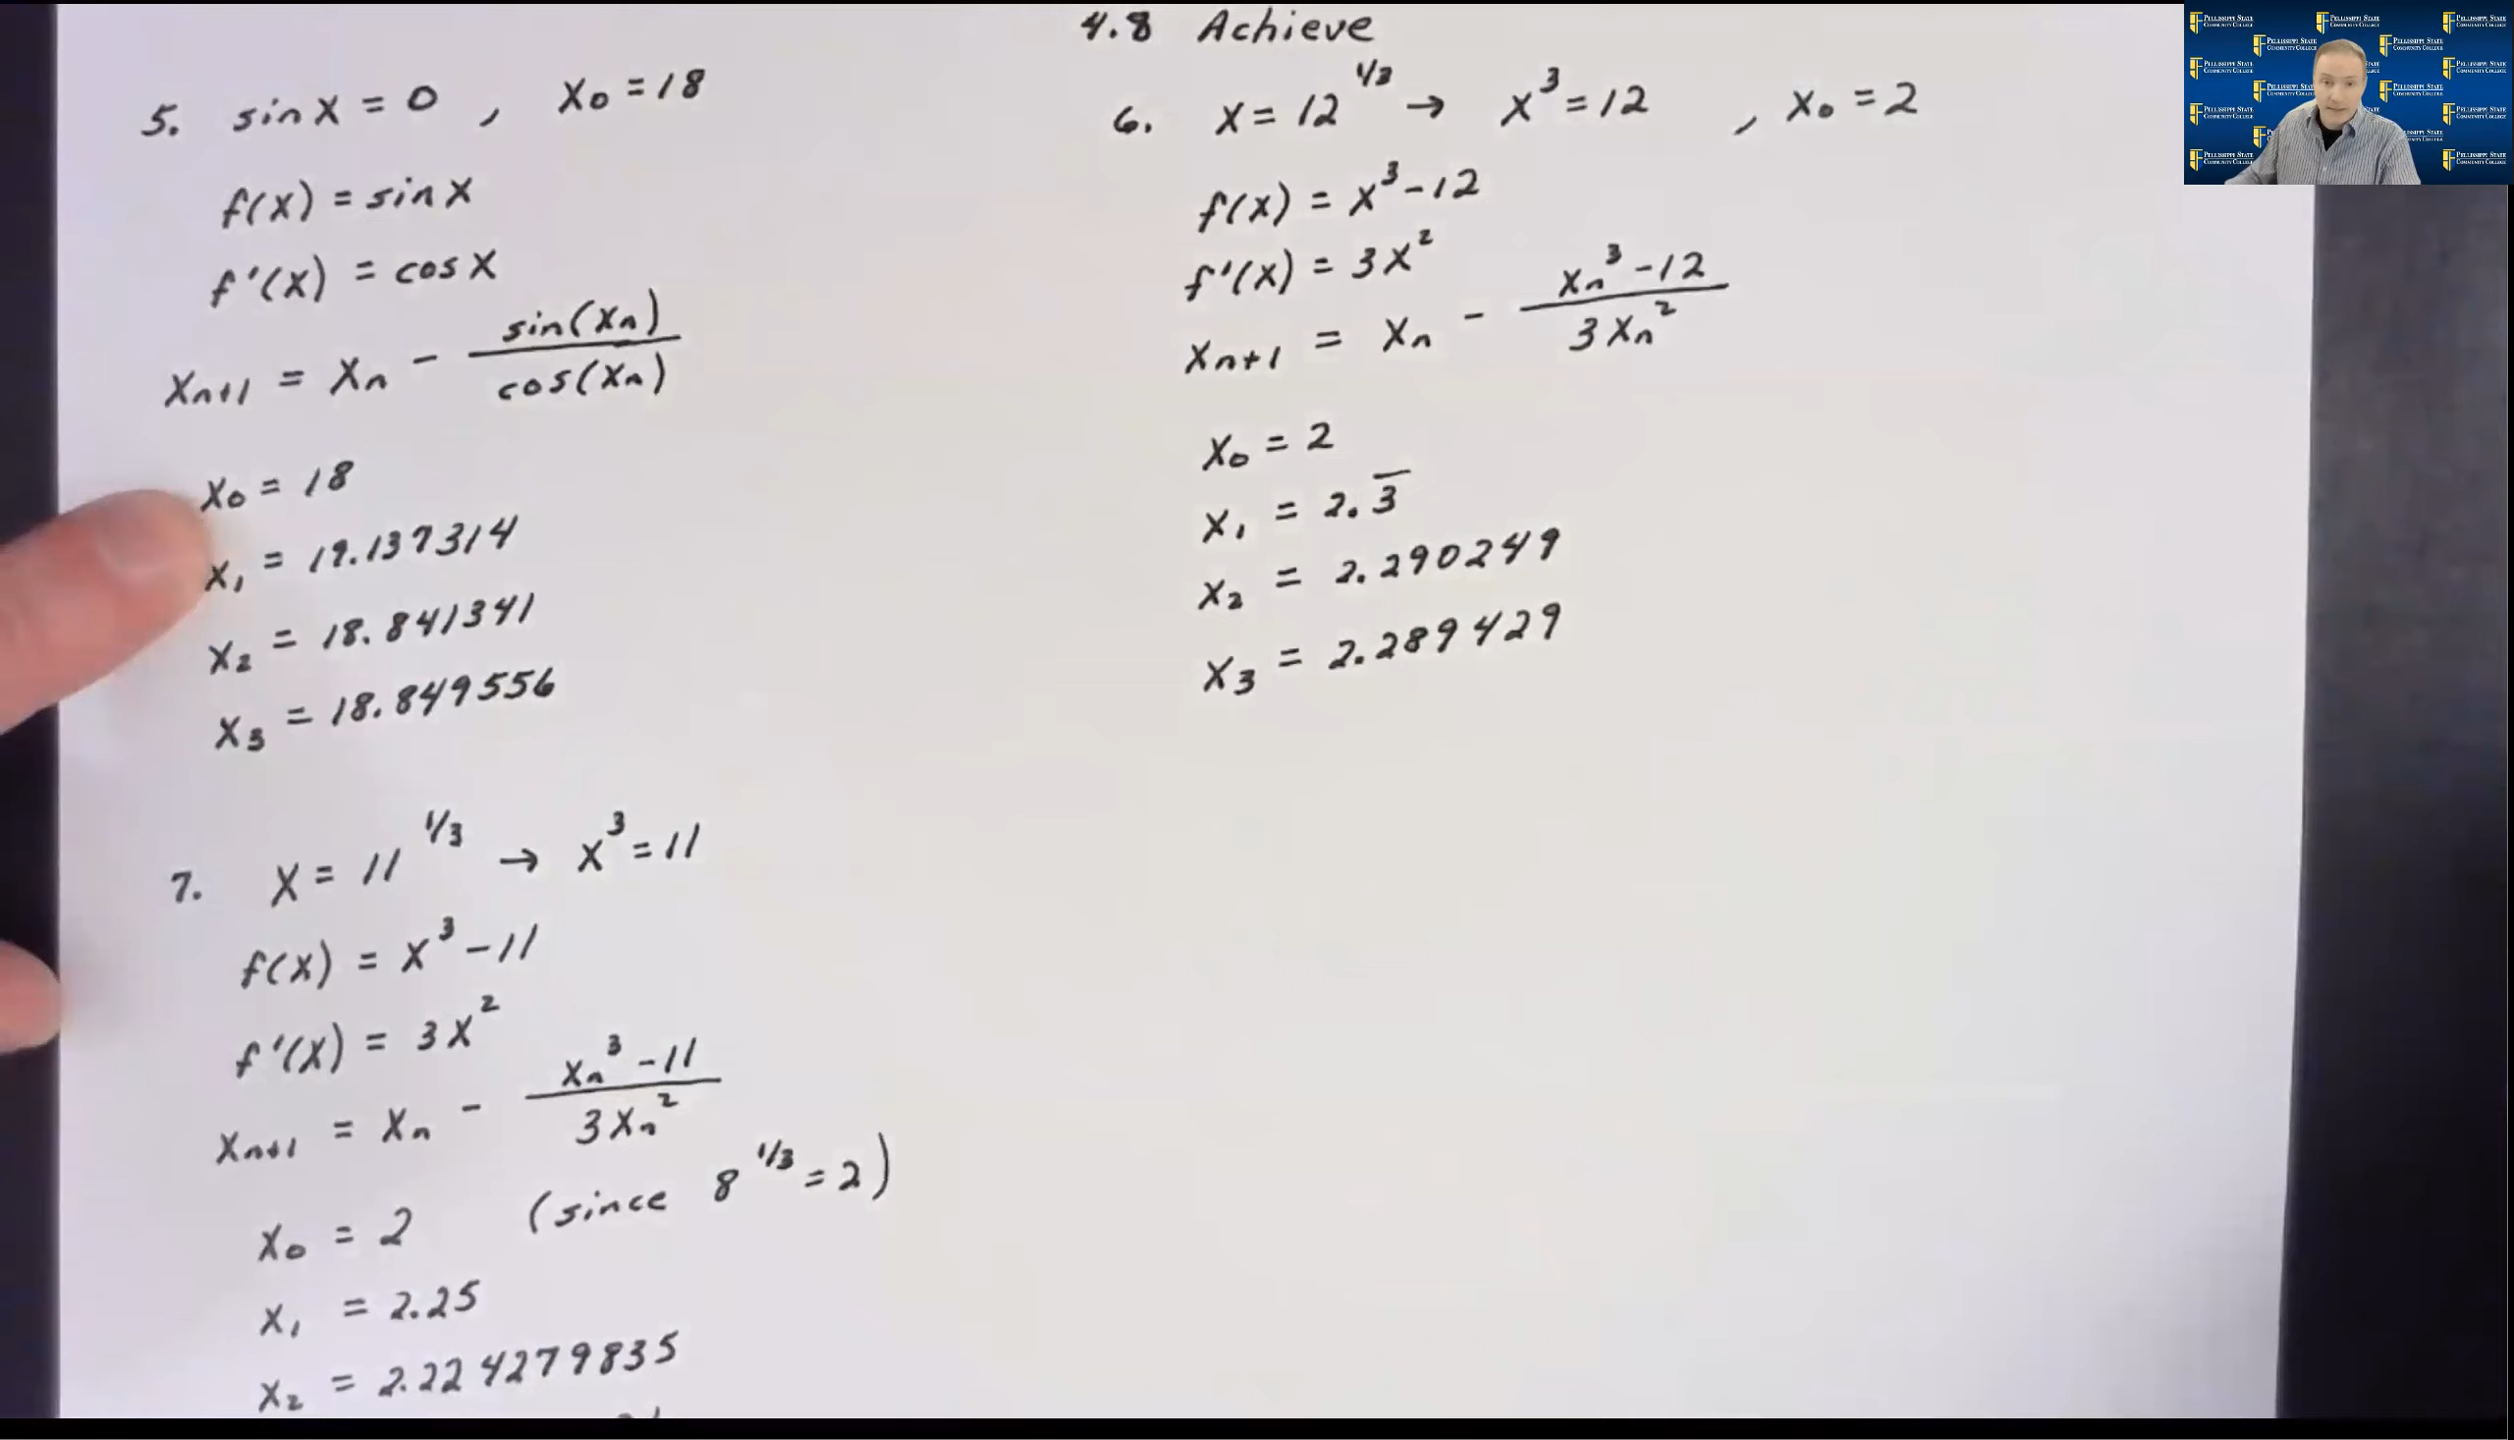 4.8 Achieve
5. sin x = 0 , x₀ = 18
f(x) = sin x
f'(x) = cos x
xₙ₊₁ = xₙ - sin(xₙ)/cos(xₙ)
x₀ = 18
x₁ = 19.137314
x₂ = 18.841341
x₃ = 18.849556
6. x = 12^(1/3) → x³ = 12 , x₀ = 2
f(x) = x³ - 12
f'(x) = 3x²
xₙ₊₁ = xₙ - (xₙ³ - 12)/(3xₙ²)
x₀ = 2
x₁ = 2.3̅
x₂ = 2.290249
x₃ = 2.289429
7. x = 11^(1/3) → x³ = 11
f(x) = x³ - 11
f'(x) = 3x²
xₙ₊₁ = xₙ - (xₙ³ - 11)/(3xₙ²)
x₀ = 2 (since 8^(1/3) = 2)
x₁ = 2.25
x₂ = 2.224279835
PELLISSIPPI STATE
COMMUNITY COLLEGE